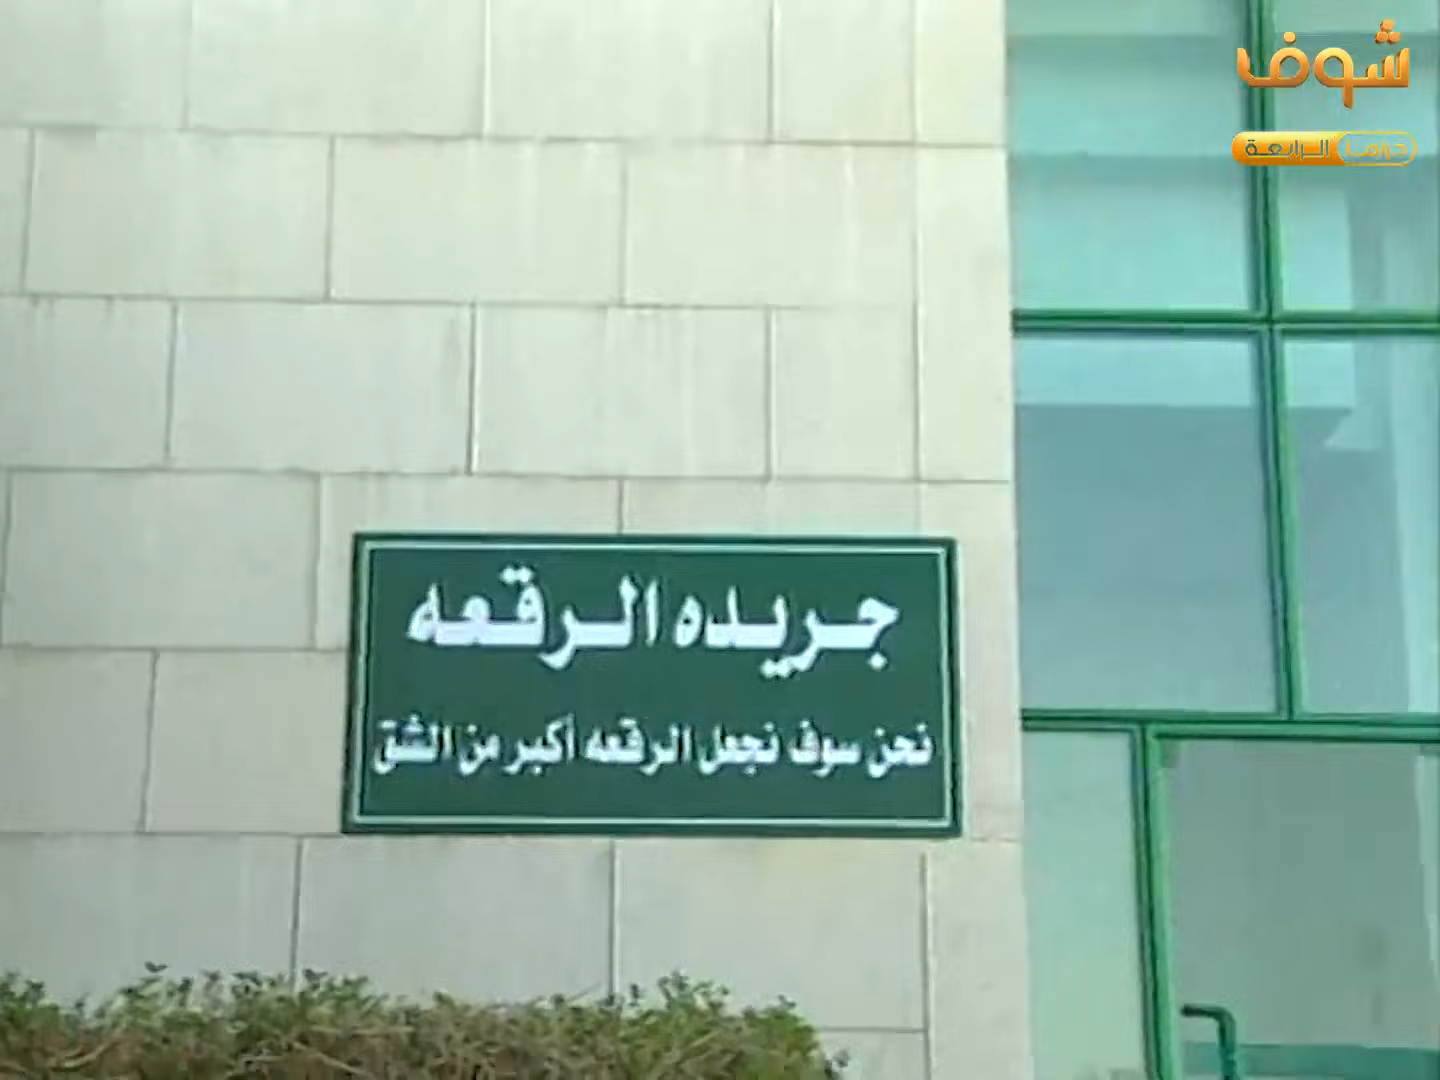 شوف
دراما الرابعة
جريده الرقعه
نحن سوف نجعل الرقعه أكبر من الشق